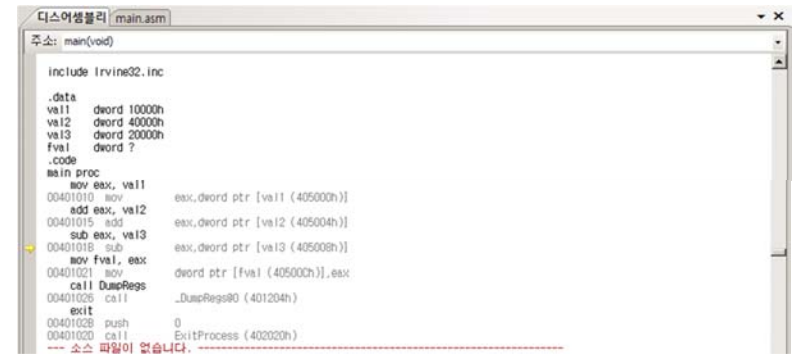 디스어셈블리 main.asm
주소: main(void)
include Irvine32.inc
.data
val1 dword 10000h
val2 dword 40000h
val3 dword 20000h
fval dword ?
.code
main proc
mov eax, val1
00401010 mov eax,dword ptr [val1 (405000h)]
add eax, val2
00401015 add eax,dword ptr [val2 (405004h)]
sub eax, val3
0040101B sub eax,dword ptr [val3 (405008h)]
mov fval, eax
00401021 mov dword ptr [fval (40500Ch)],eax
call DumpRegs
00401026 call _DumpRegs@0 (401204h)
exit
0040102B push 0
0040102D call ExitProcess (402020h)
--- 소스 파일이 없습니다. ---